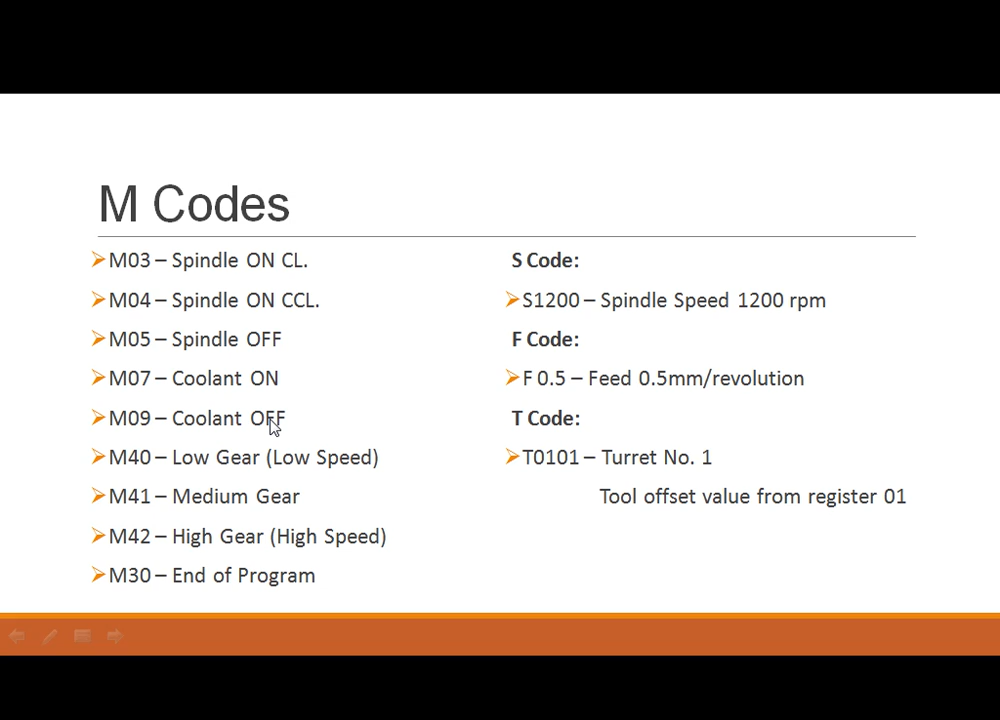 M Codes
M03 – Spindle ON CL.
M04 – Spindle ON CCL.
M05 – Spindle OFF
M07 – Coolant ON
M09 – Coolant OFF
M40 – Low Gear (Low Speed)
M41 – Medium Gear
M42 – High Gear (High Speed)
M30 – End of Program
S Code:
S1200 – Spindle Speed 1200 rpm
F Code:
F 0.5 – Feed 0.5mm/revolution
T Code:
T0101 – Turret No. 1
Tool offset value from register 01